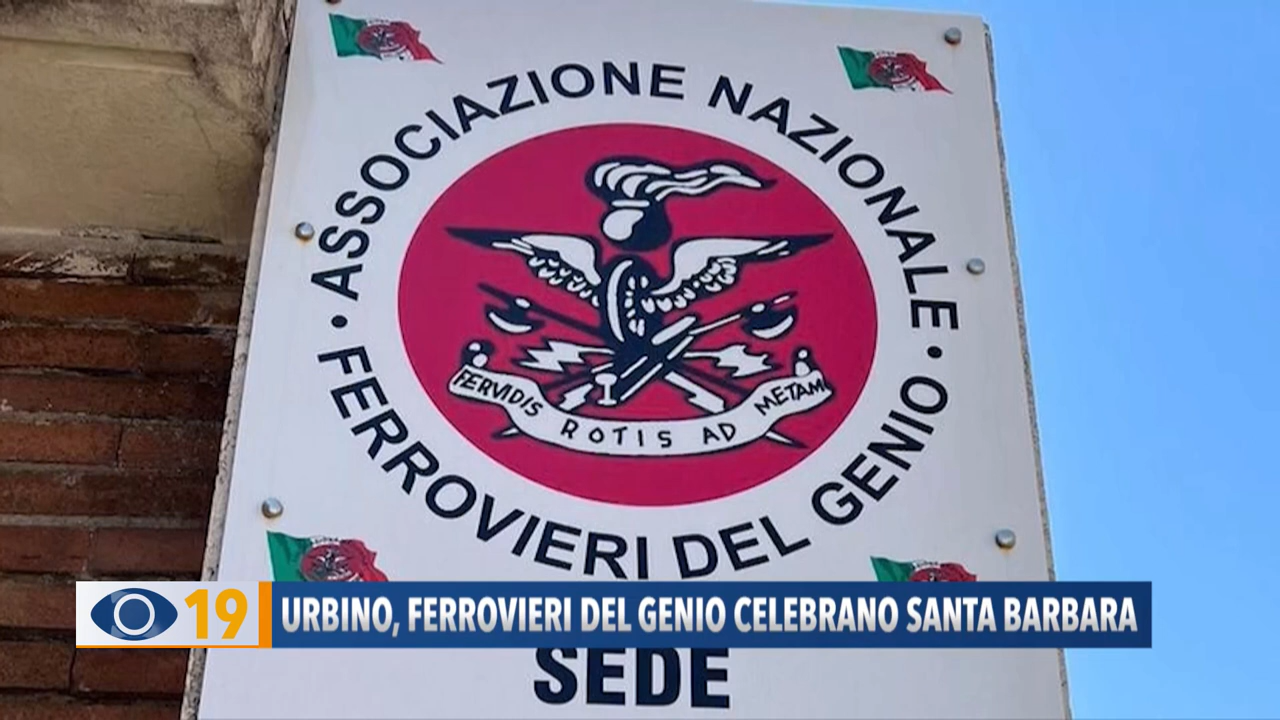 ASSOCIAZIONE NAZIONALE
FERVIDIS ROTIS AD METAM
• FERROVIERI DEL GENIO •
19
URBINO, FERROVIERI DEL GENIO CELEBRANO SANTA BARBARA
SEDE